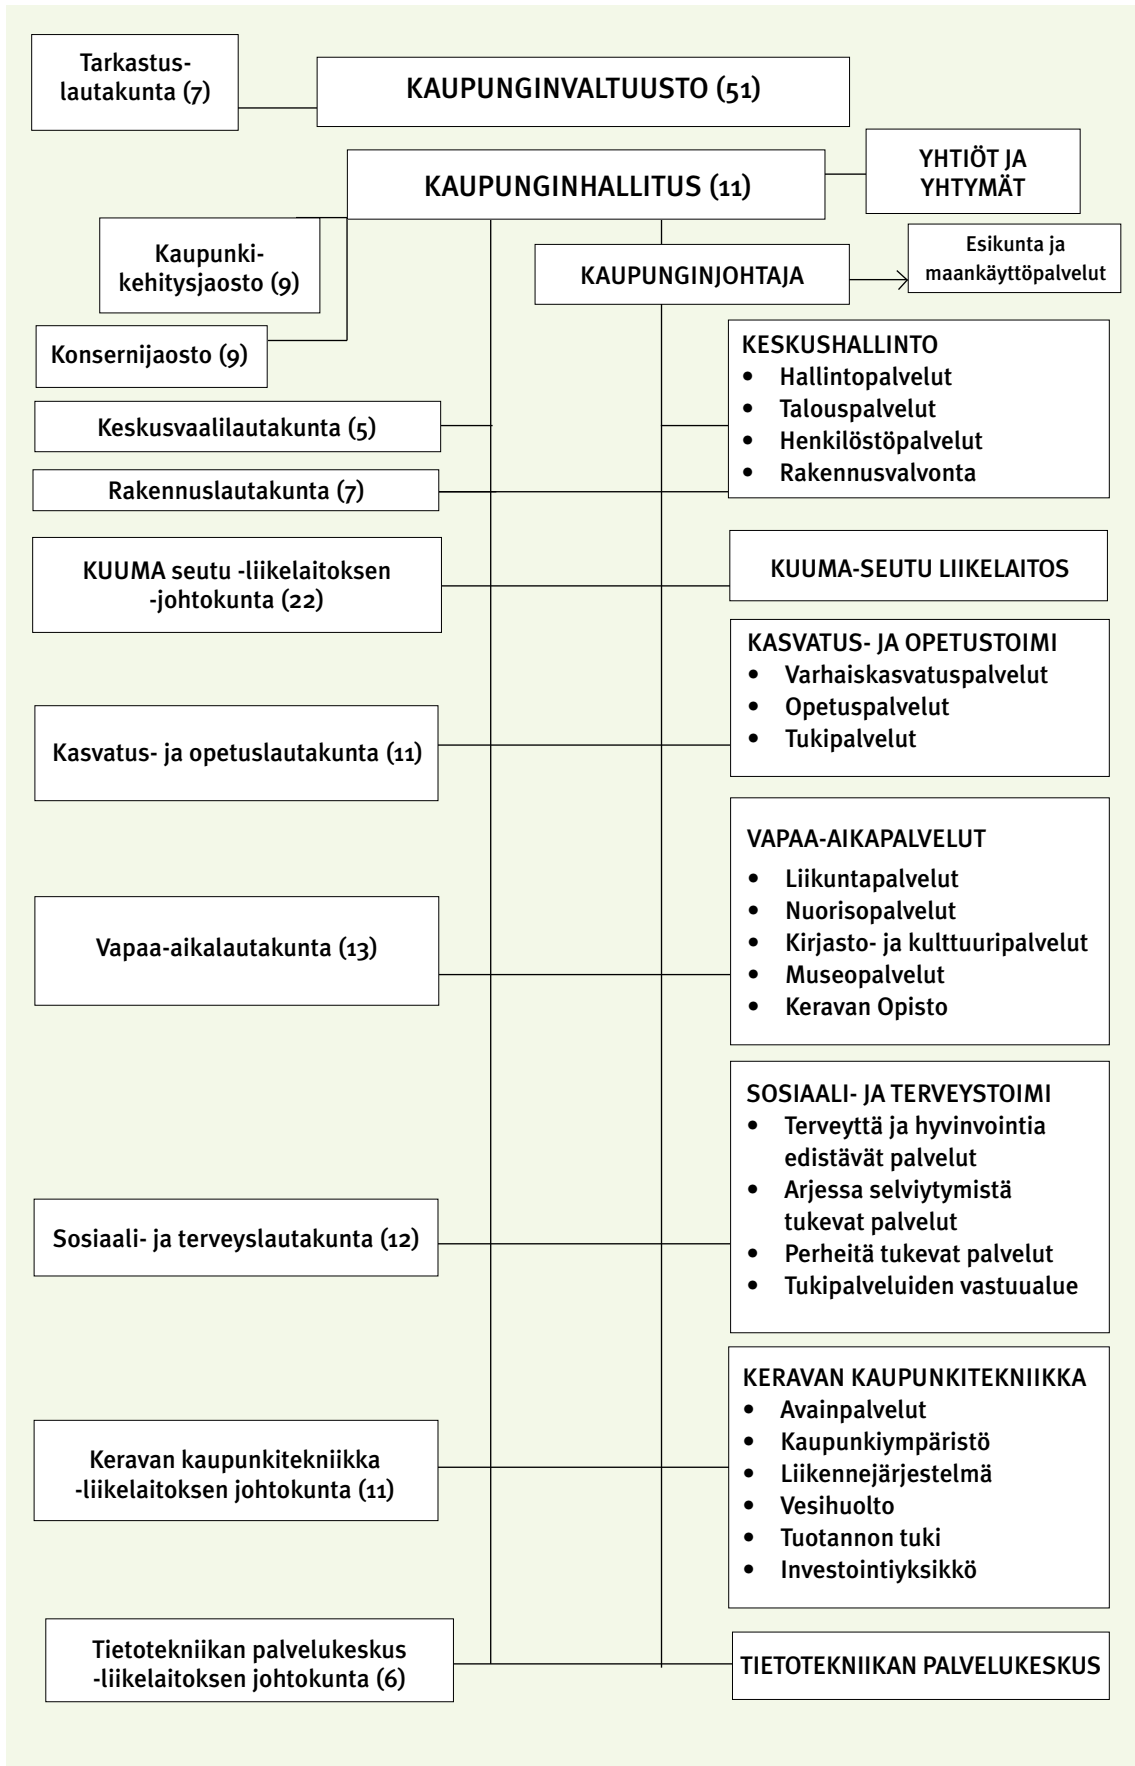 Tarkastus-
lautakunta (7)
KAUPUNGINVALTUUSTO (51)
KAUPUNGINHALLITUS (11)
YHTIÖT JA
YHTYMÄT
Kaupunki-
kehitysjaosto (9)
KAUPUNGINJOHTAJA
Esikunta ja
maankäyttöpalvelut
Konsernijaosto (9)
KESKUSHALLINTO
• Hallintopalvelut
• Talouspalvelut
• Henkilöstöpalvelut
• Rakennusvalvonta
Keskusvaalilautakunta (5)
Rakennuslautakunta (7)
KUUMA seutu -liikelaitoksen
-johtokunta (22)
KUUMA-SEUTU LIIKELAITOS
Kasvatus- ja opetuslautakunta (11)
KASVATUS- JA OPETUSTOIMI
• Varhaiskasvatuspalvelut
• Opetuspalvelut
• Tukipalvelut
Vapaa-aikalautakunta (13)
VAPAA-AIKAPALVELUT
• Liikuntapalvelut
• Nuorisopalvelut
• Kirjasto- ja kulttuuripalvelut
• Museopalvelut
• Keravan Opisto
Sosiaali- ja terveyslautakunta (12)
SOSIAALI- JA TERVEYSTOIMI
• Terveyttä ja hyvinvointia
edistävät palvelut
• Arjessa selviytymistä
tukevat palvelut
• Perheitä tukevat palvelut
• Tukipalveluiden vastuualue
Keravan kaupunkitekniikka
-liikelaitoksen johtokunta (11)
KERAVAN KAUPUNKITEKNIIKKA
• Avainpalvelut
• Kaupunkiympäristö
• Liikennejärjestelmä
• Vesihuolto
• Tuotannon tuki
• Investointiyksikkö
Tietotekniikan palvelukeskus
-liikelaitoksen johtokunta (6)
TIETOTEKNIIKAN PALVELUKESKUS